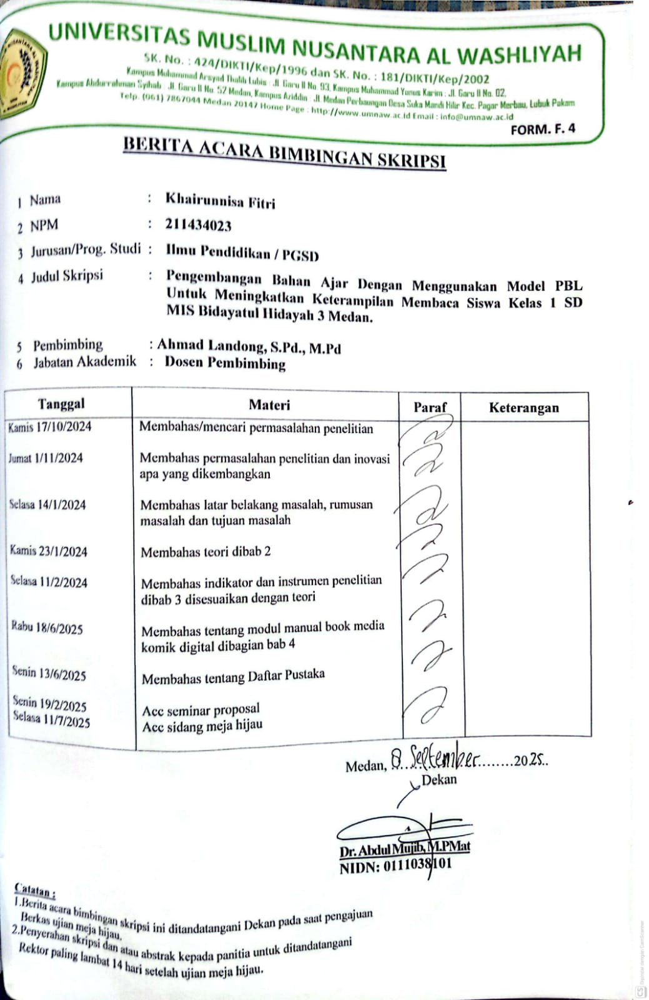 UNIVERSITAS MUSLIM NUSANTARA AL WASHLIYAH
SK. No. : 424/DIKTI/Kep/1996 dan SK. No. : 181/DIKTI/Kep/2002
Kampus Muhammad Arsyad Thalib Lubis : Jl. Garu II No. 93, Kampus Muhammad Yunus Karim : Jl. Garu II No. 02,
Kampus Abdurrahman Syihab : Jl. Garu II No. 52 Medan, Kampus Aziddin : Jl. Medan Perbaungan Desa Suka Mandi Hilir Kec. Pagar Merbau, Lubuk Pakam
Telp. (061) 7867044 Medan 20147 Home Page : http://www.umnaw.ac.id Email : info@umnaw.ac.id
FORM. F. 4
BERITA ACARA BIMBINGAN SKRIPSI
1 Nama : Khairunnisa Fitri
2 NPM : 211434023
3 Jurusan/Prog. Studi : Ilmu Pendidikan / PGSD
4 Judul Skripsi : Pengembangan Bahan Ajar Dengan Menggunakan Model PBL
Untuk Meningkatkan Keterampilan Membaca Siswa Kelas 1 SD
MIS Bidayatul Hidayah 3 Medan.
5 Pembimbing : Ahmad Landong, S.Pd., M.Pd
6 Jabatan Akademik : Dosen Pembimbing
Tanggal Materi Paraf Keterangan
Kamis 17/10/2024 Membahas/mencari permasalahan penelitian
Jumat 1/11/2024 Membahas permasalahan penelitian dan inovasi
apa yang dikembangkan
Selasa 14/1/2024 Membahas latar belakang masalah, rumusan
masalah dan tujuan masalah
Kamis 23/1/2024 Membahas teori dibab 2
Selasa 11/2/2024 Membahas indikator dan instrumen penelitian
dibab 3 disesuaikan dengan teori
Rabu 18/6/2025 Membahas tentang modul manual book media
komik digital dibagian bab 4
Senin 13/6/2025 Membahas tentang Daftar Pustaka
Senin 19/2/2025 Acc seminar proposal
Selasa 11/7/2025 Acc sidang meja hijau
Medan, 8 September........2025..
Dekan
Dr. Abdul Mujib, M.PMat
NIDN: 0111038101
Catatan :
1.Berita acara bimbingan skripsi ini ditandatangani Dekan pada saat pengajuan
Berkas ujian meja hijau.
2.Penyerahan skripsi dan atau abstrak kepada panitia untuk ditandatangani
Rektor paling lambat 14 hari setelah ujian meja hijau.
CS Dipindai dengan CamScanner